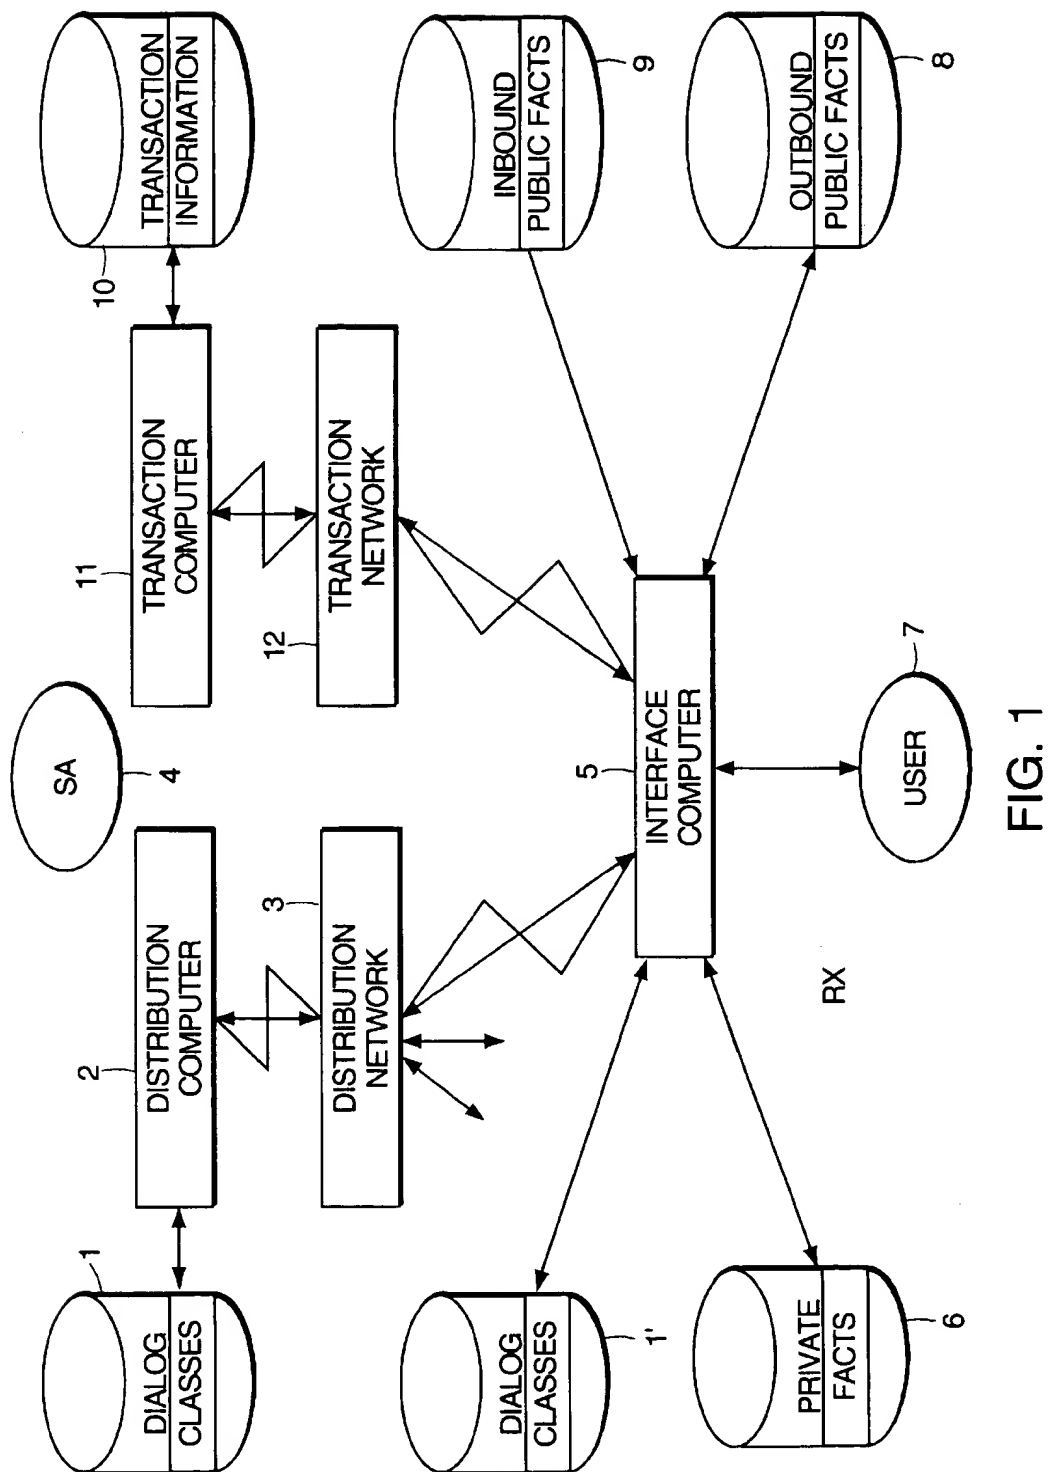 1
DIALOG
CLASSES
2
DISTRIBUTION
COMPUTER
SA
4
11
TRANSACTION
COMPUTER
10
TRANSACTION
INFORMATION
3
DISTRIBUTION
NETWORK
12
TRANSACTION
NETWORK
DIALOG
CLASSES
1'
INBOUND
PUBLIC FACTS
9
5
INTERFACE
COMPUTER
PRIVATE
FACTS
6
RX
OUTBOUND
PUBLIC FACTS
8
USER
7
FIG. 1